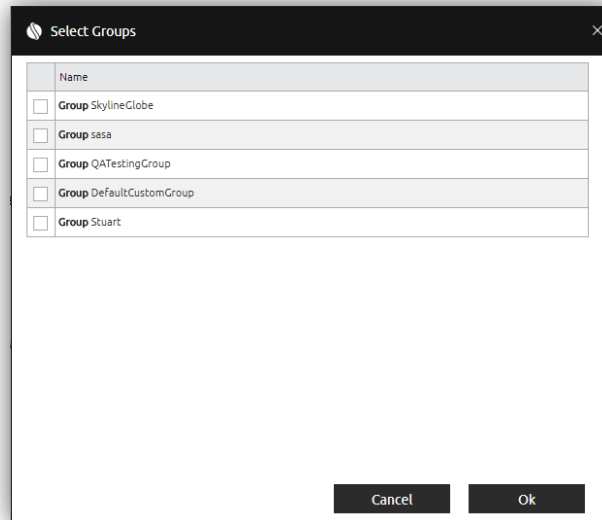 Select Groups
Name
Group SkylineGlobe
Group sasa
Group QATestingGroup
Group DefaultCustomGroup
Group Stuart
Cancel
Ok